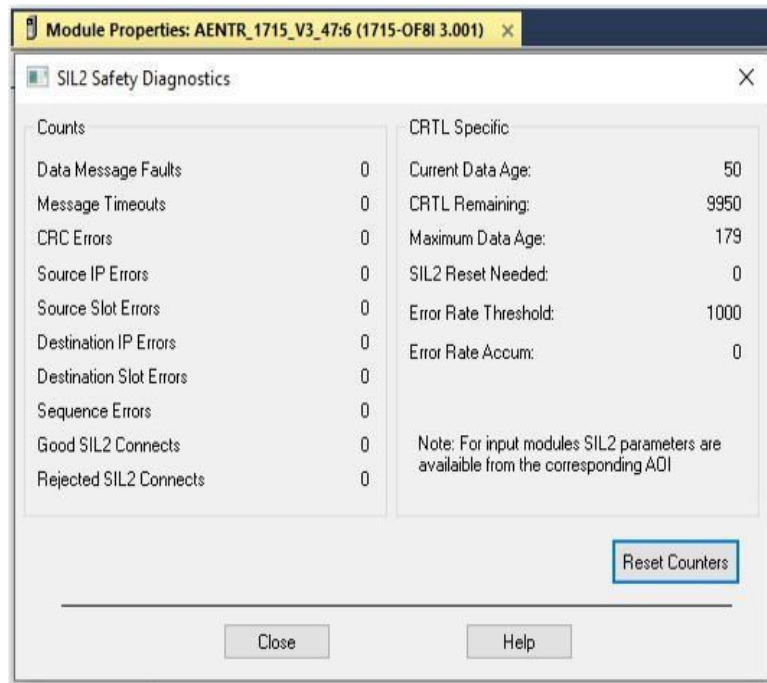 Module Properties: AENTR_1715_V3_47:6 (1715-OF8I 3.001) ×
SIL2 Safety Diagnostics
Counts
Data Message Faults 0
Message Timeouts 0
CRC Errors 0
Source IP Errors 0
Source Slot Errors 0
Destination IP Errors 0
Destination Slot Errors 0
Sequence Errors 0
Good SIL2 Connects 0
Rejected SIL2 Connects 0
CRTL Specific
Current Data Age: 50
CRTL Remaining: 9950
Maximum Data Age: 179
SIL2 Reset Needed: 0
Error Rate Threshold: 1000
Error Rate Accum: 0
Note: For input modules SIL2 parameters are
availaible from the corresponding AOI
Reset Counters
Close
Help